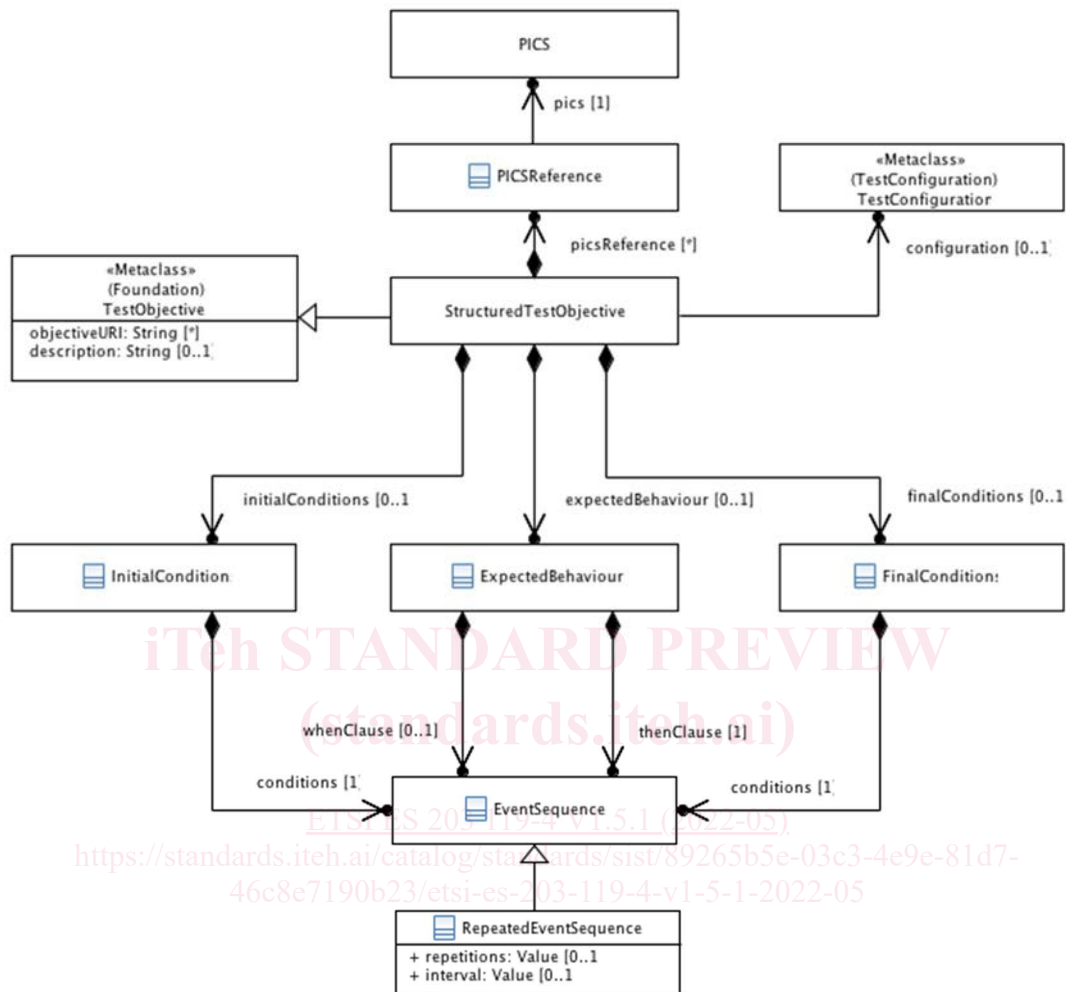 PICS
pics [1]
PICSReference
«Metaclass»
(TestConfiguration)
TestConfiguration
picsReference [*]
configuration [0..1]
«Metaclass»
(Foundation)
TestObjective
objectiveURI: String [*]
description: String [0..1]
StructuredTestObjective
initialConditions [0..1
expectedBehaviour [0..1]
finalConditions [0..1
InitialCondition
ExpectedBehaviour
FinalConditions
iTeh STANDARD PREVIEW
(standards.iteh.ai)
whenClause [0..1]
thenClause [1]
conditions [1]
conditions [1]
EventSequence
ETSI ES 203 119-4 V1.5.1 (2022-05)
https://standards.iteh.ai/catalog/standards/sist/89265b5e-03c3-4e9e-81d7-
46c8e7190b23/etsi-es-203-119-4-v1-5-1-2022-05
RepeatedEventSequence
+ repetitions: Value [0..1
+ interval: Value [0..1